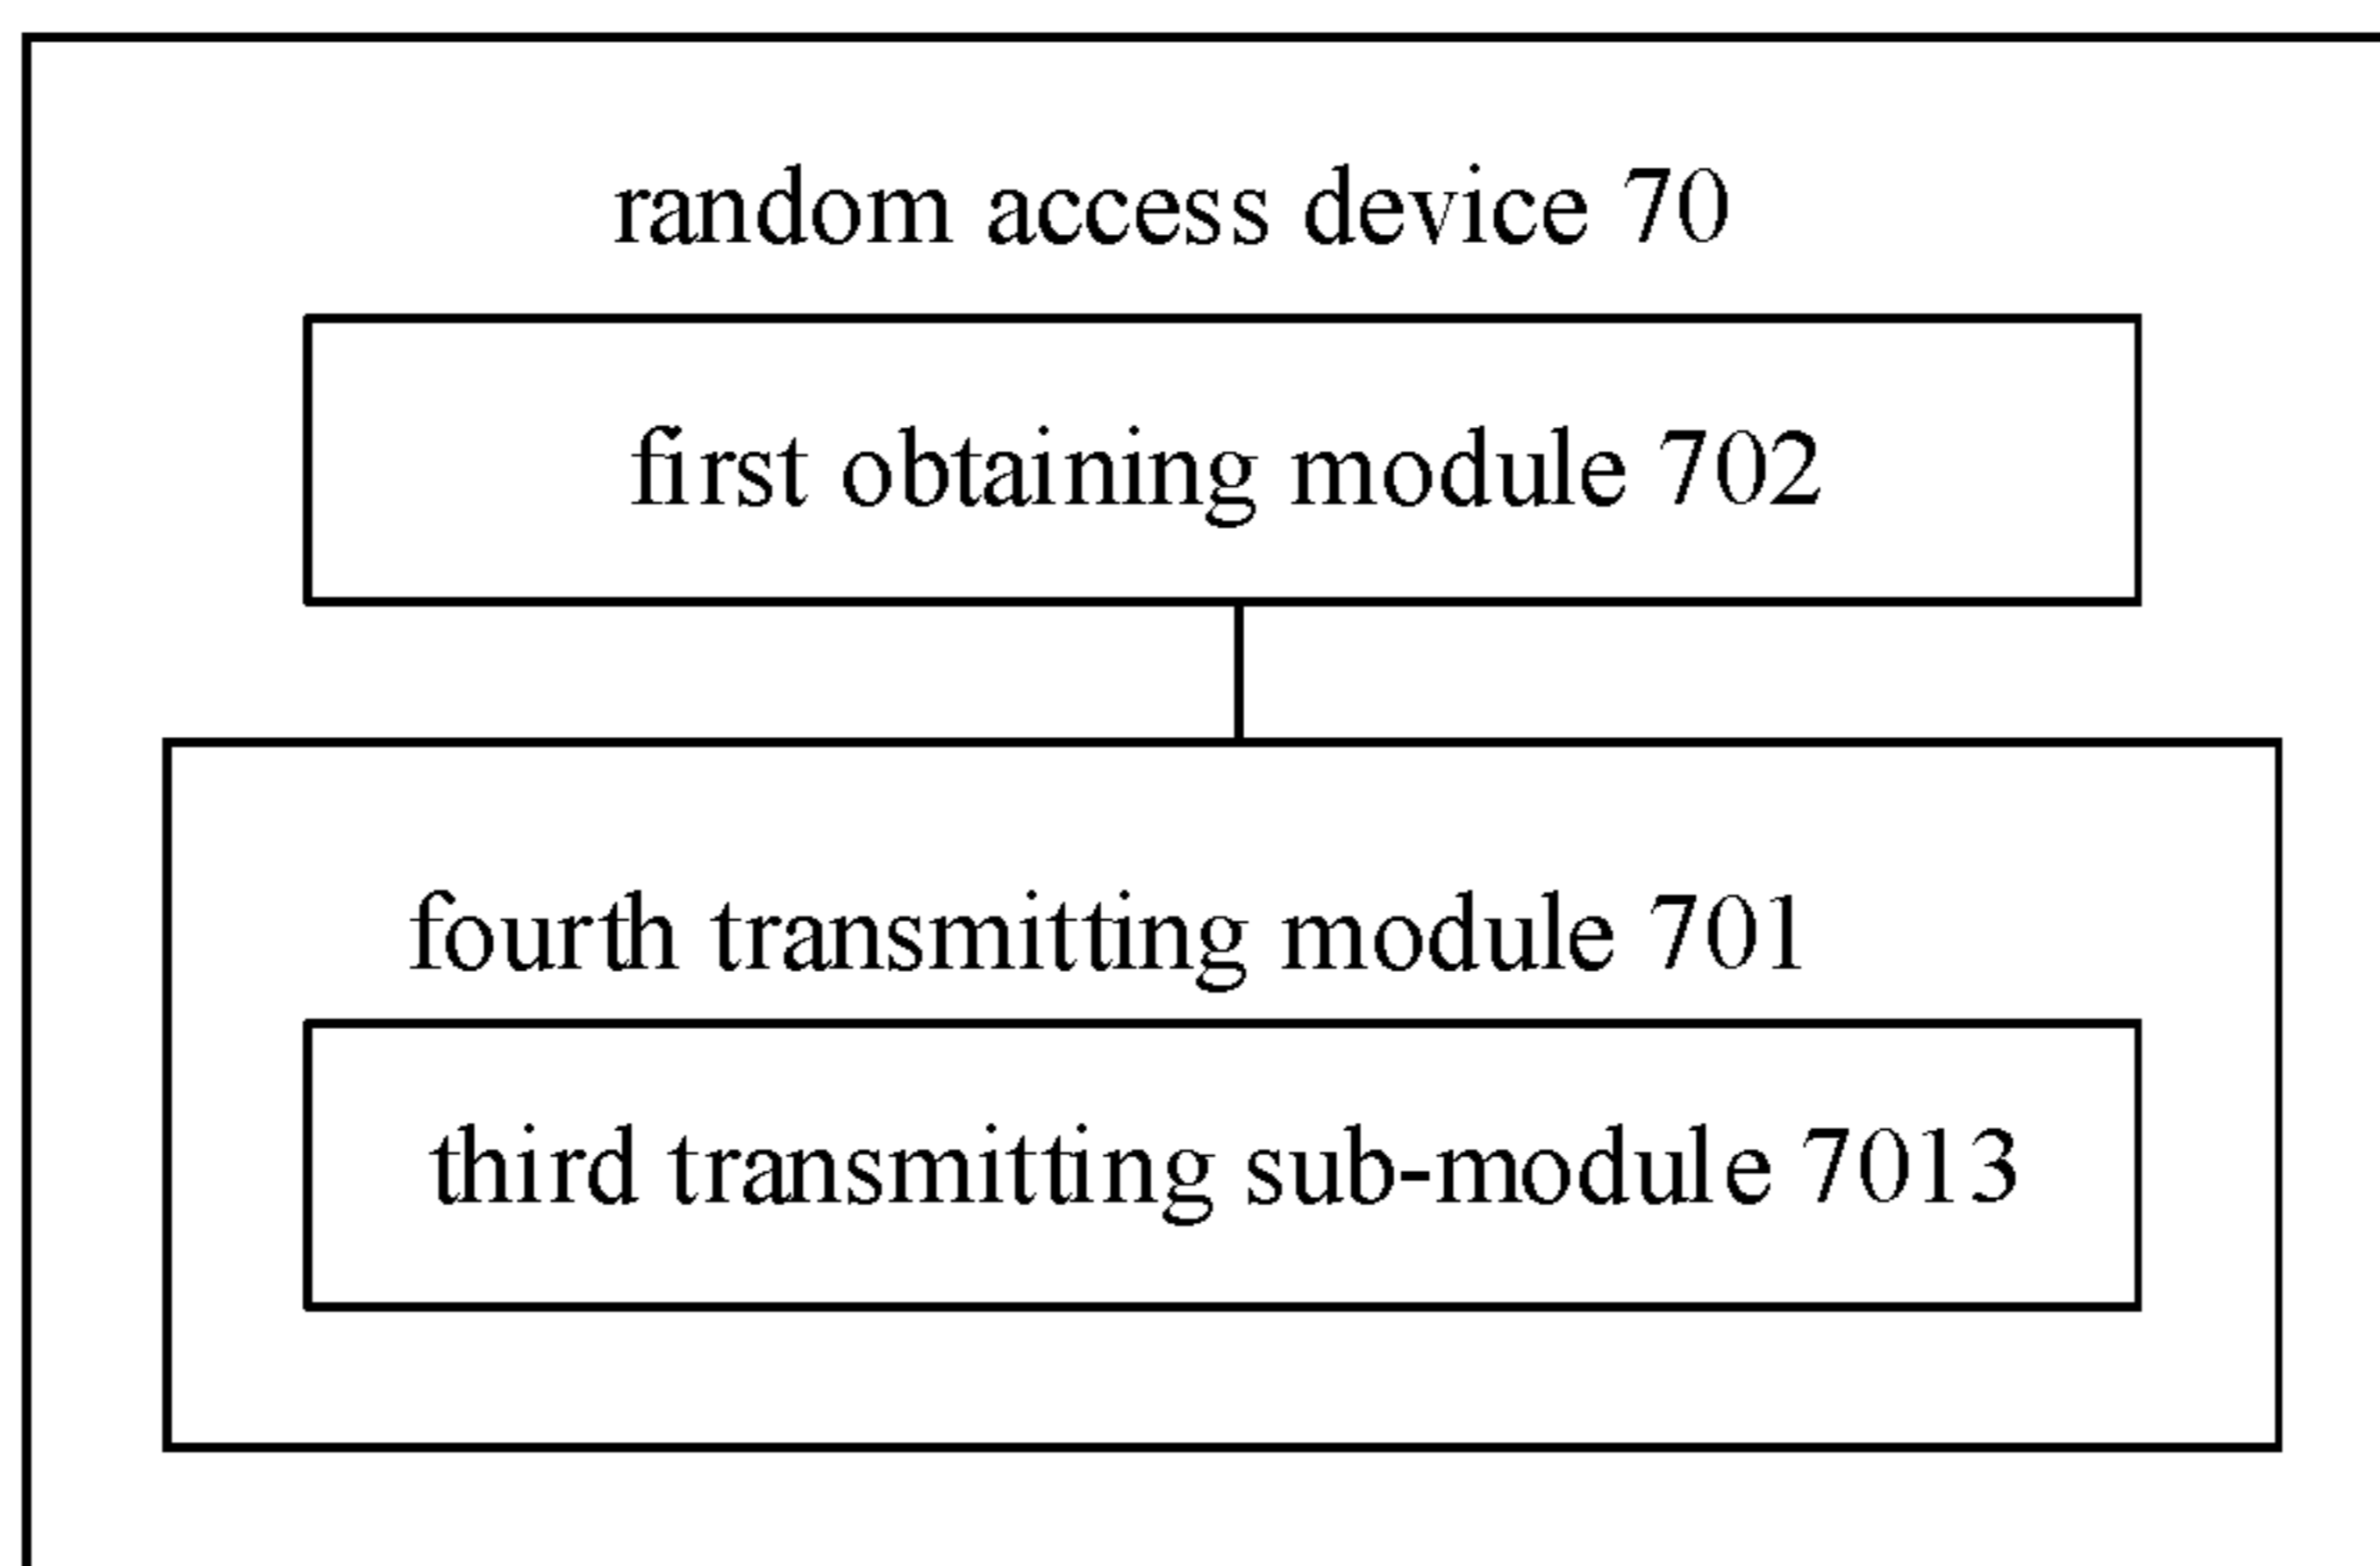 random access device 70
first obtaining module 702
fourth transmitting module 701
third transmitting sub-module 7013